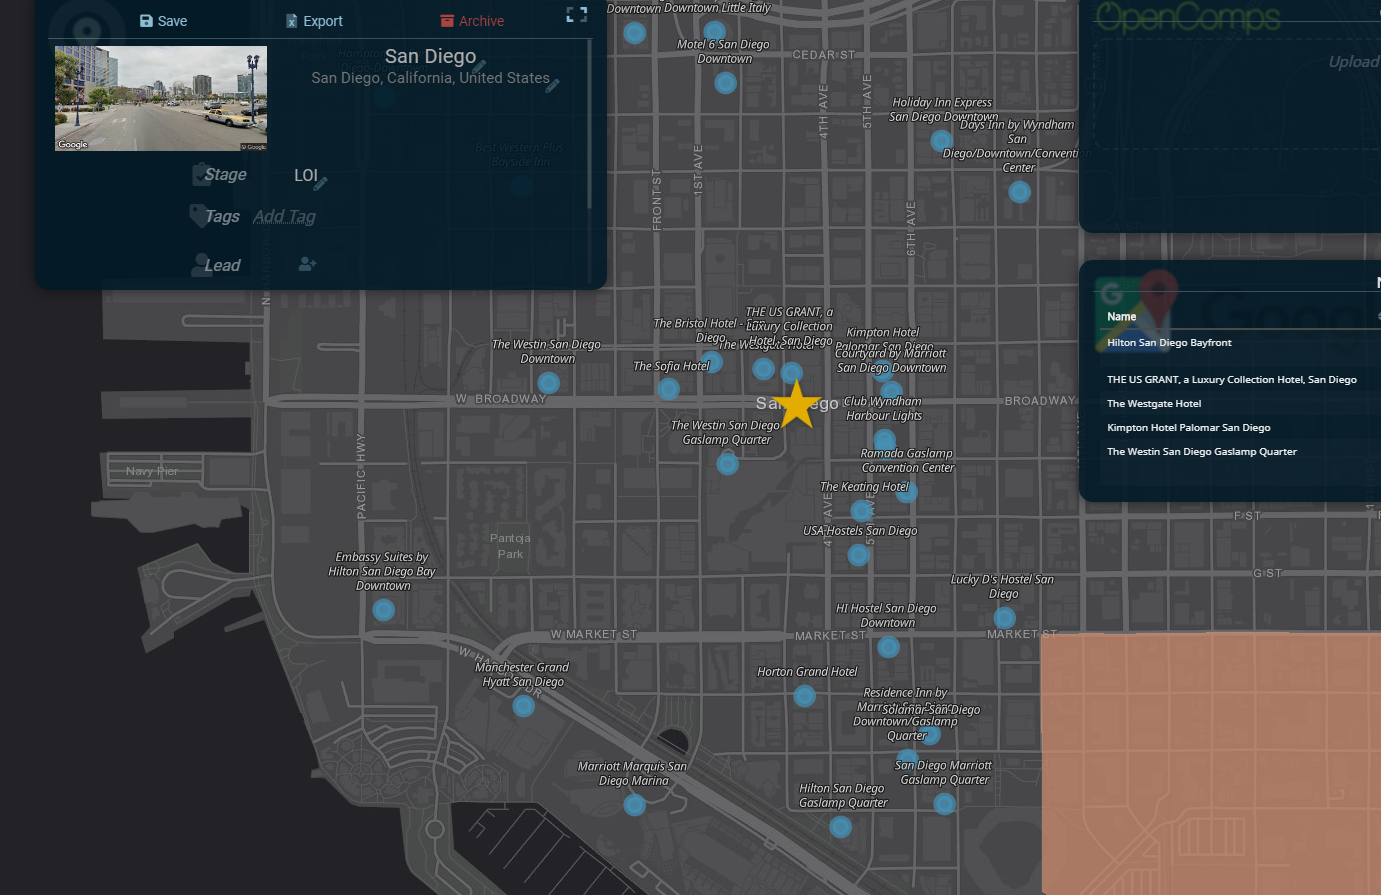 Save
Export
Archive
San Diego
San Diego, California, United States
Google
© Google
Stage
LOI
Tags
Add Tag
Lead
Best Western Plus
Bayside Inn
Downtown
Downtown Little Italy
Motel 6 San Diego
Downtown
CEDAR ST
4TH AVE
5TH AVE
Holiday Inn Express
San Diego Downtown
Days Inn by Wyndham
San
Diego/Downtown/Convention
Center
FRONT ST
1ST AVE
6TH AVE
OpenComps
Upload
Name
Hilton San Diego Bayfront
THE US GRANT, a Luxury Collection Hotel, San Diego
The Westgate Hotel
Kimpton Hotel Palomar San Diego
The Westin San Diego Gaslamp Quarter
THE US GRANT, a
Luxury Collection
Hotel, San Diego
The Bristol Hotel - San
Diego
The Westgate Hotel
Kimpton Hotel
Palomar San Diego
Courtyard by Marriott
San Diego Downtown
The Westin San Diego
Downtown
The Sofia Hotel
W BROADWAY
San Diego
BROADWAY
Club Wyndham
Harbour Lights
The Westin San Diego
Gaslamp Quarter
Ramada Gaslamp
Convention Center
PACIFIC HWY
Navy Pier
The Keating Hotel
4TH AVE
USA Hostels San Diego
F ST
Pantoja
Park
Embassy Suites by
Hilton San Diego Bay
Downtown
G ST
Lucky D's Hostel San
Diego
HI Hostel San Diego
Downtown
W MARKET ST
MARKET ST
MARKET ST
Manchester Grand
Hyatt San Diego
Horton Grand Hotel
Residence Inn by
Marriott San Diego
Downtown/Gaslamp
Quarter
Solamar San Diego
Marriott Marquis San
Diego Marina
San Diego Marriott
Gaslamp Quarter
Hilton San Diego
Gaslamp Quarter